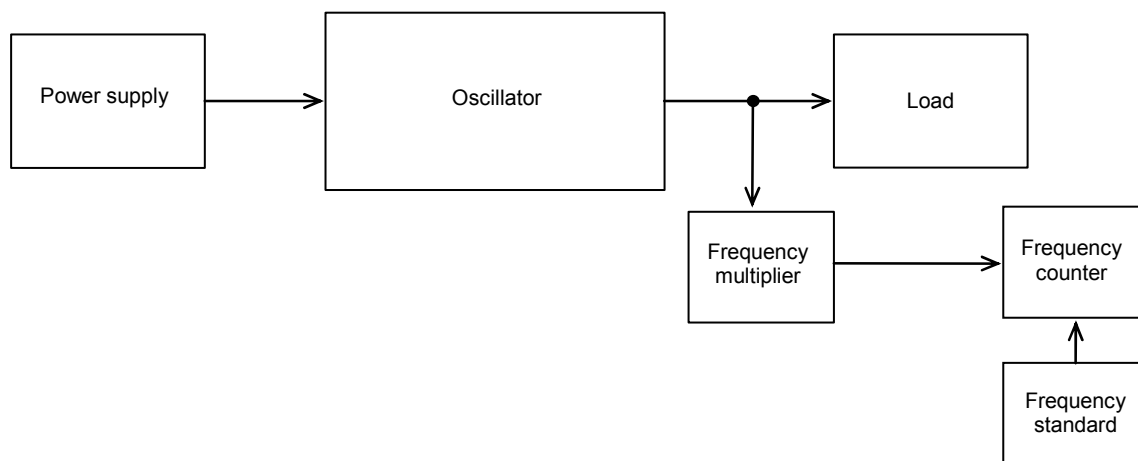 Power supply
Oscillator
Load
Frequency
multiplier
Frequency
counter
Frequency
standard